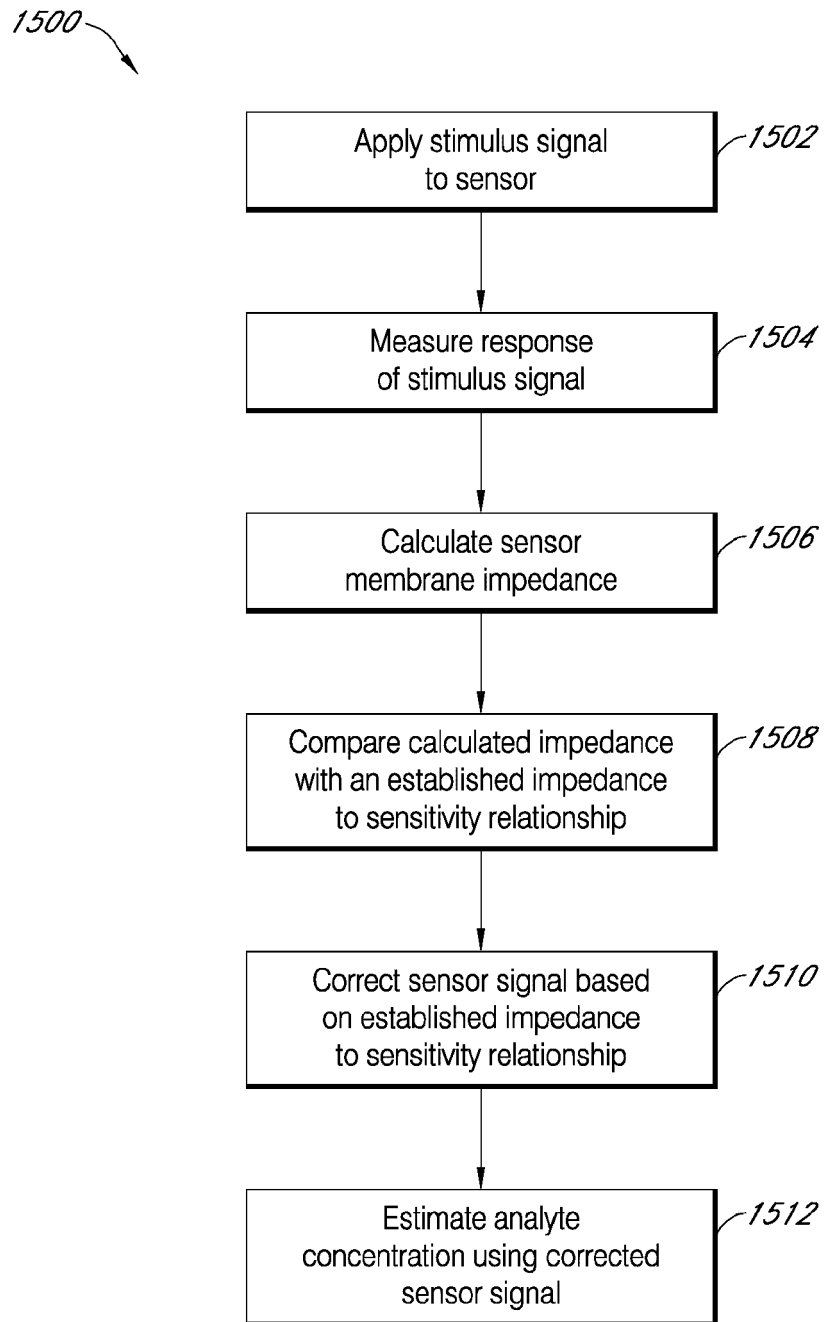 1500
Apply stimulus signal
to sensor
1502
Measure response
of stimulus signal
1504
Calculate sensor
membrane impedance
1506
Compare calculated impedance
with an established impedance
to sensitivity relationship
1508
Correct sensor signal based
on established impedance
to sensitivity relationship
1510
Estimate analyte
concentration using corrected
sensor signal
1512